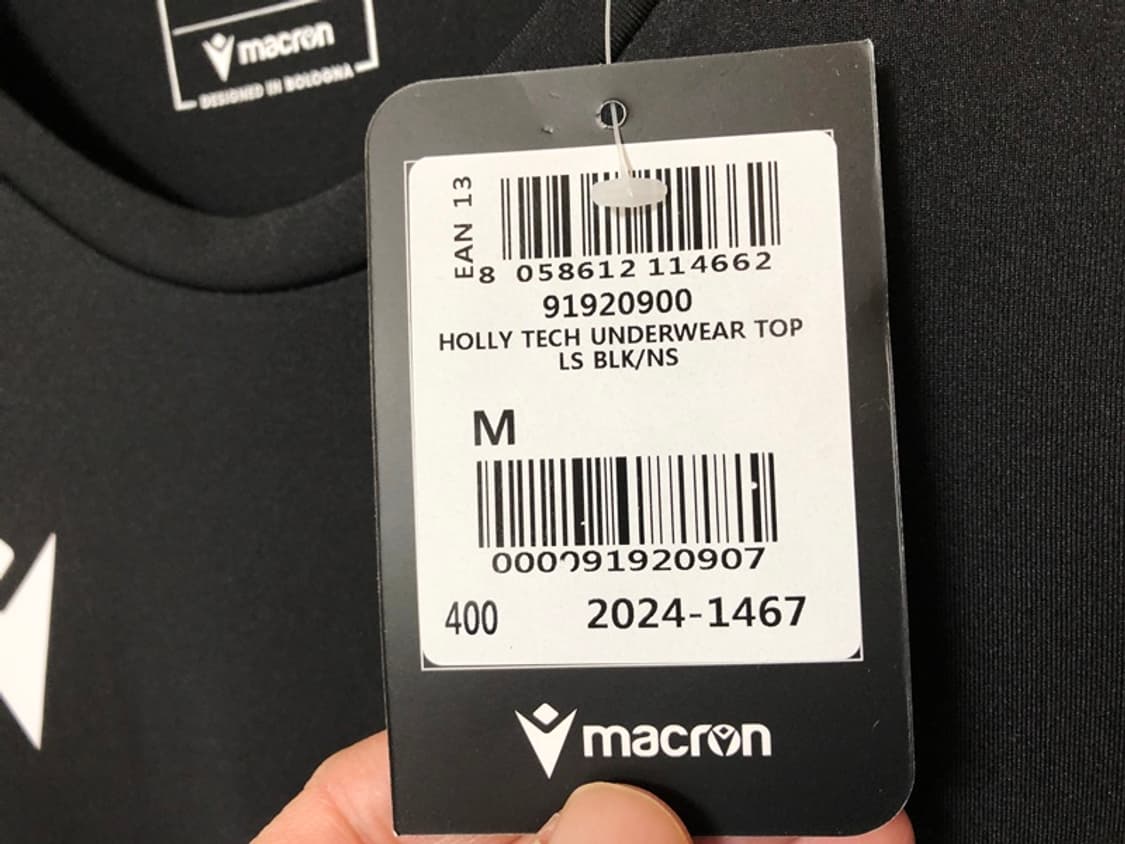 macron
DESIGNED IN BOLOGNA
EAN 13
8 058612 114662
91920900
HOLLY TECH UNDERWEAR TOP
LS BLK/NS
M
000091920907
400
2024-1467
macron